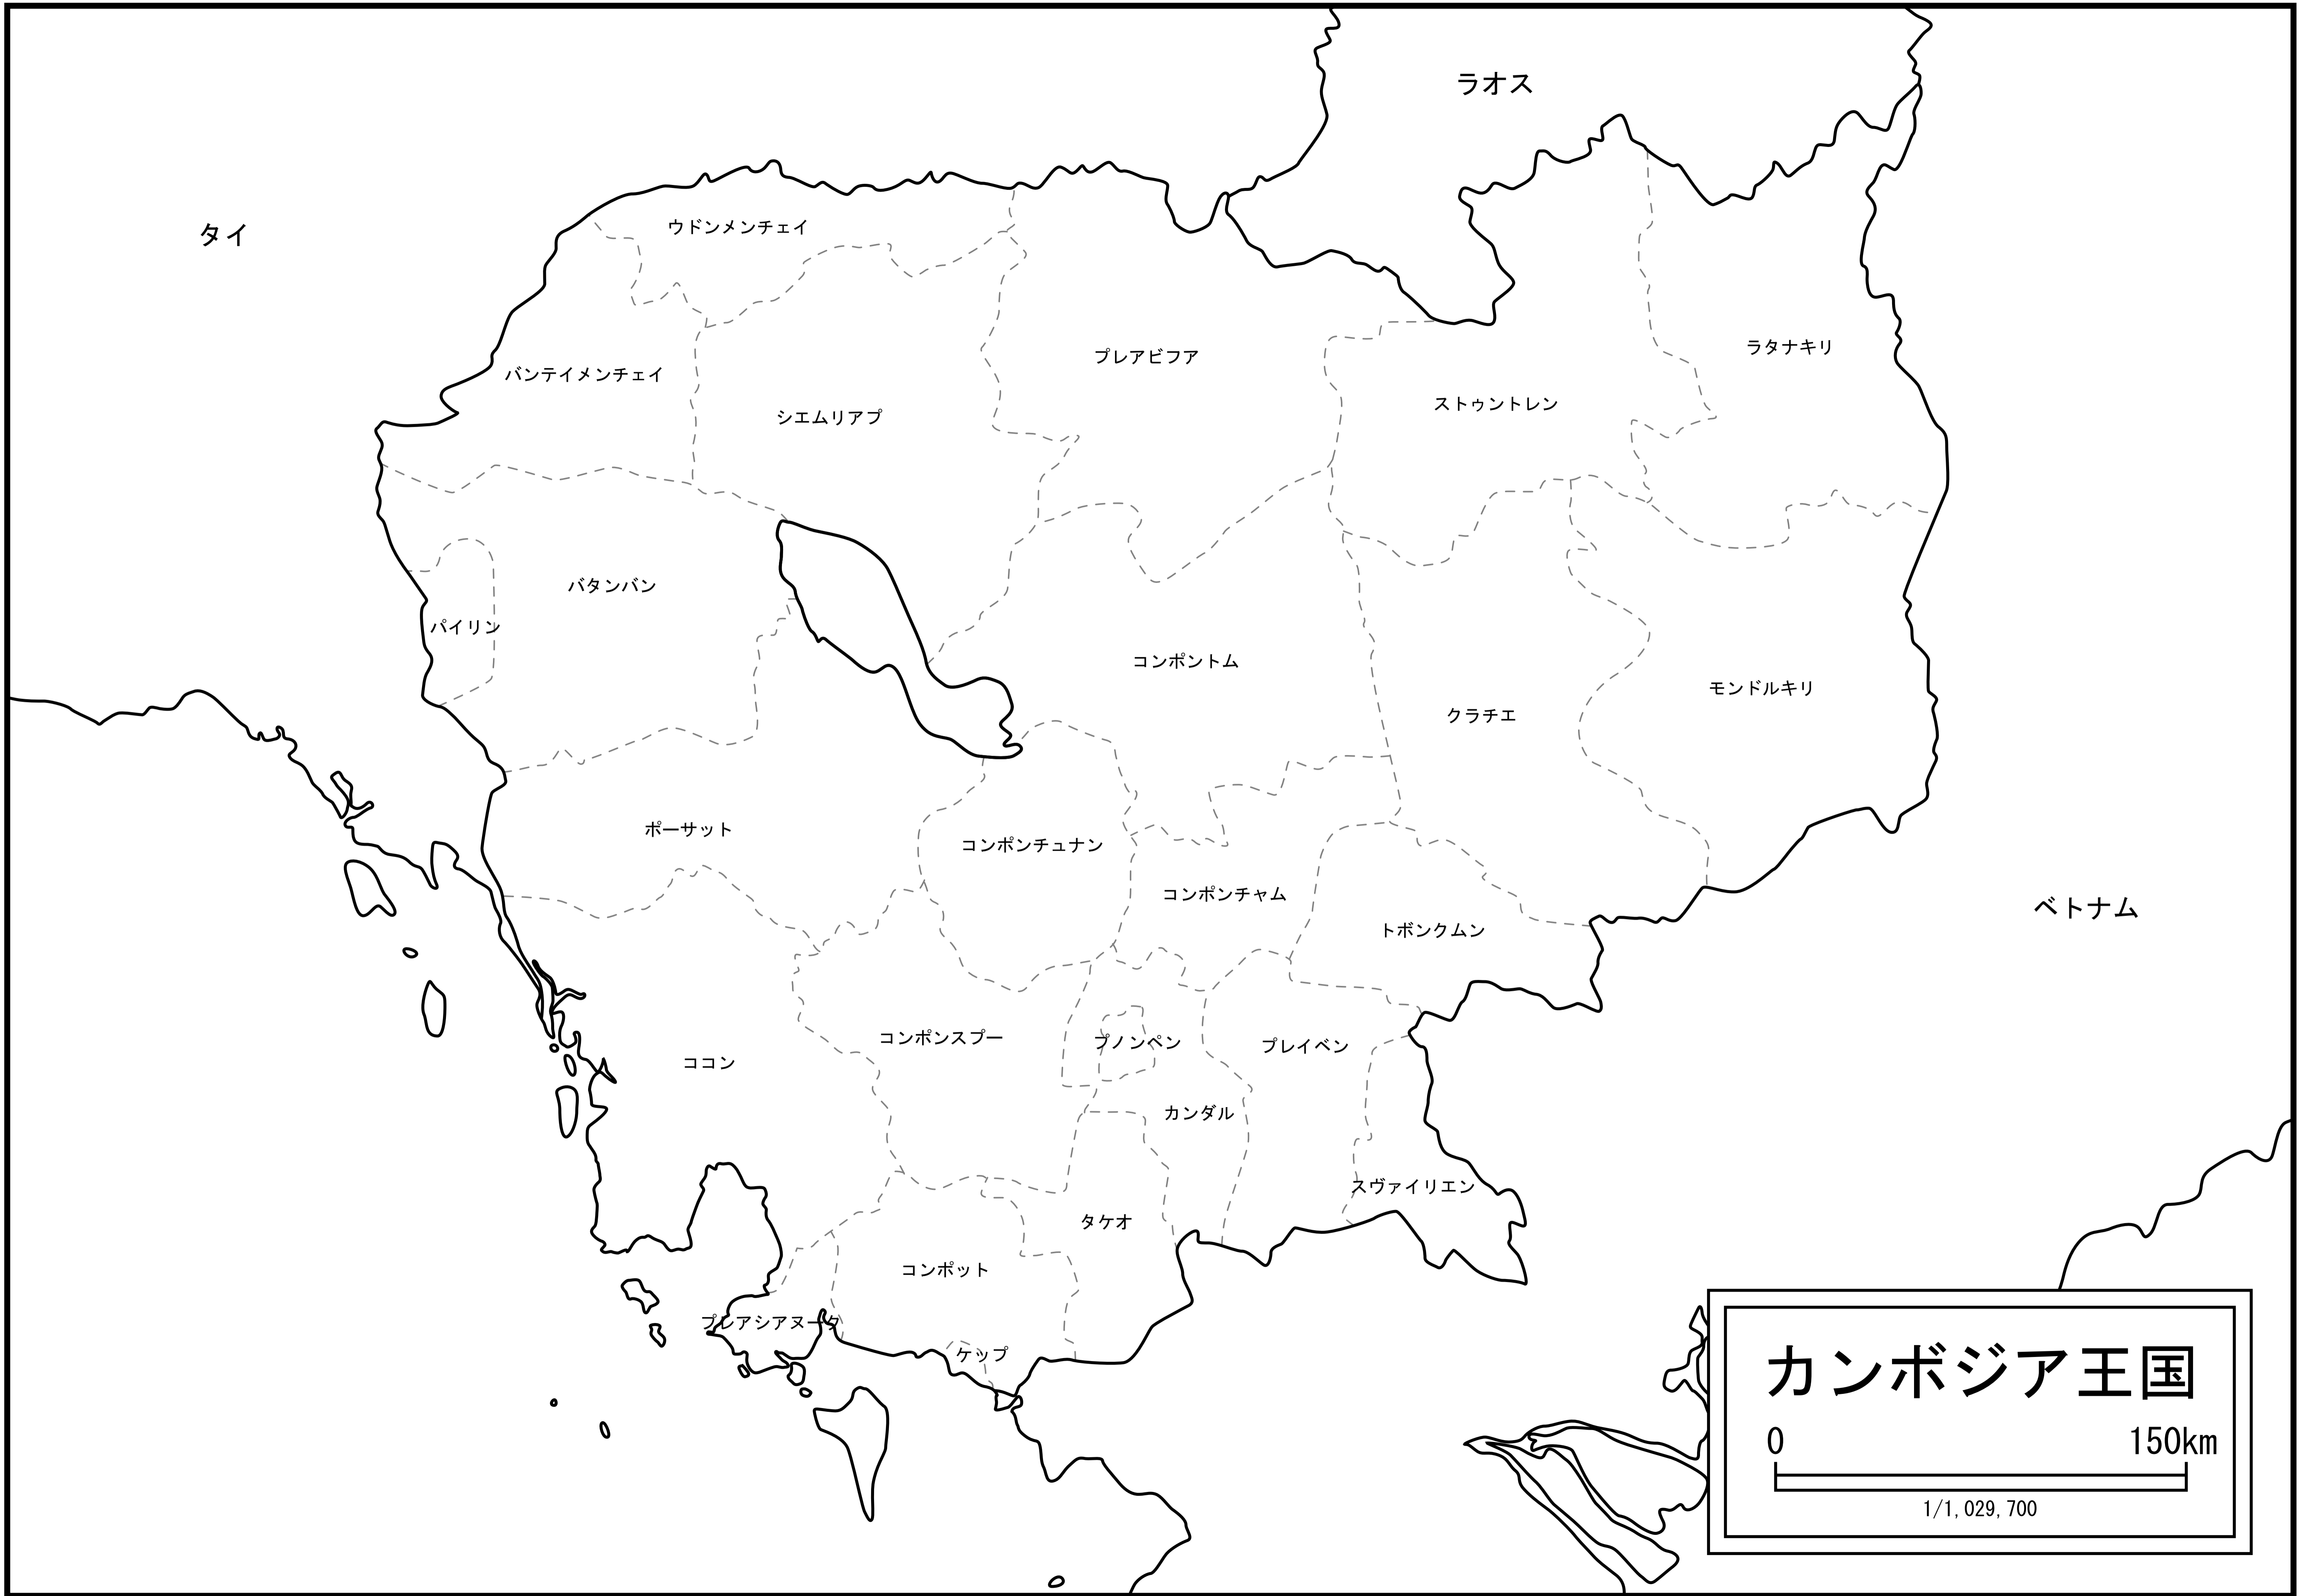 ラオス
タイ
ウドンメンチェイ
ラタナキリ
プレアビフア
バンテイメンチェイ
ストゥントレン
シエムリアプ
バタンバン
パイリン
コンポントム
モンドルキリ
クラチエ
ポーサット
コンポンチュナン
コンポンチャム
ベトナム
トボンクムン
コンポンスプー
プノンペン
プレイベン
ココン
カンダル
スヴァイリエン
タケオ
コンポット
プレアシアヌーク
ケップ
カンボジア王国
0 150km
1/1,029,700